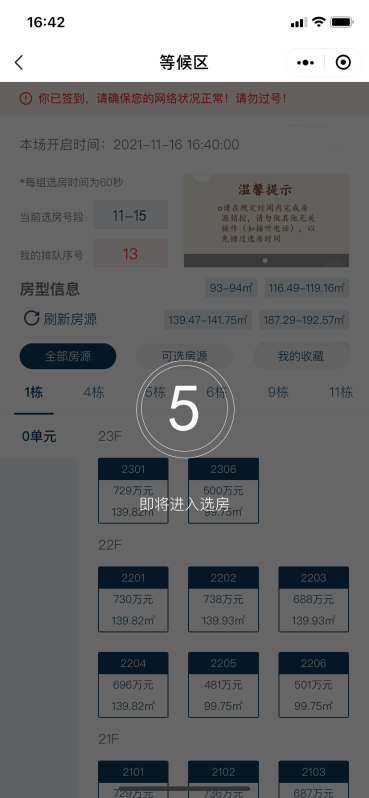 16:42
等候区
你已签到，请确保您的网络状况正常！请勿过号！
本场开启时间：2021-11-16 16:40:00
*每组选房时间为60秒
当前选房号段 11-15
我的排队序号 13
温馨提示
请在规定时间内完成房
源销控，请勿做其他无关
操作（如接听电话），以
免错过选房时间
房型信息
93-94㎡ 116.49-119.16㎡
刷新房源
139.47-141.75㎡ 187.29-192.57㎡
全部房源 可选房源 我的收藏
1栋 4栋 5栋 6栋 9栋 11栋
5
即将进入选房
0单元
23F
2301 2306
729万元 500万元
139.82㎡ 99.75㎡
22F
2201 2202 2203
730万元 738万元 688万元
139.82㎡ 139.93㎡ 139.93㎡
2204 2205 2206
696万元 481万元 501万元
139.82㎡ 99.75㎡ 99.75㎡
21F
2101 2102 2103
729万元 736万元 687万元